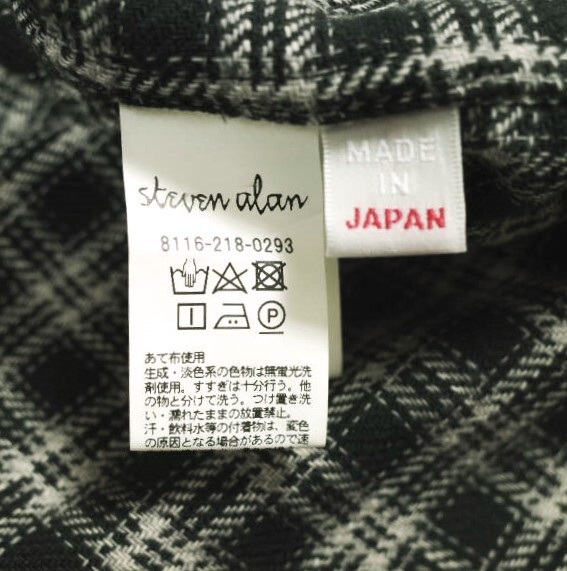 steven alan
8116-218-0293
P
あて布使用
生成・淡色系の色物は無蛍光洗
剤使用。すすぎは十分行う。他
の物と分けて洗う。つけ置き洗
い・濡れたままの放置禁止。
汗・飲料水等の付着物は、変色
の原因となる場合があるので速
MADE
IN
JAPAN